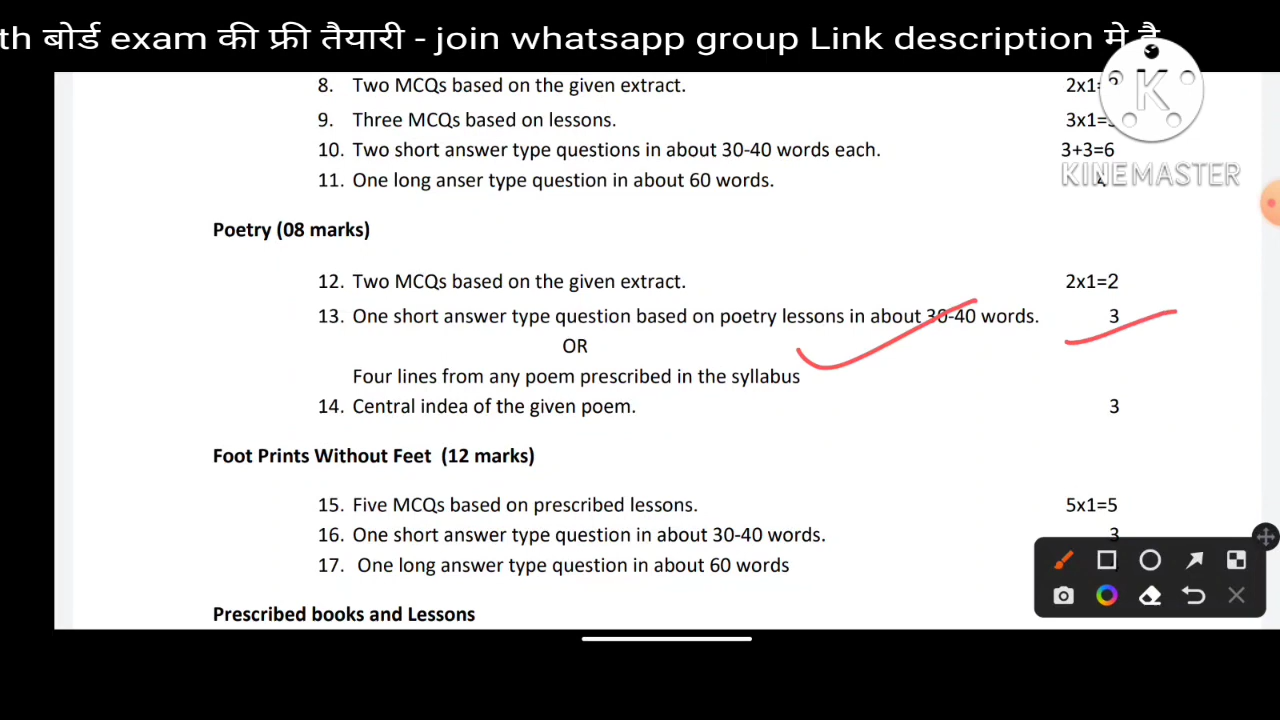 th बोर्ड exam की फ्री तैयारी - join whatsapp group Link description मे है
8. Two MCQs based on the given extract. 2x1=
9. Three MCQs based on lessons. 3x1=
10. Two short answer type questions in about 30-40 words each. 3+3=6
11. One long anser type question in about 60 words. 4
K
KINEMASTER
Poetry (08 marks)
12. Two MCQs based on the given extract. 2x1=2
13. One short answer type question based on poetry lessons in about 30-40 words. 3
OR
Four lines from any poem prescribed in the syllabus
14. Central indea of the given poem. 3
Foot Prints Without Feet (12 marks)
15. Five MCQs based on prescribed lessons. 5x1=5
16. One short answer type question in about 30-40 words. 3
17. One long answer type question in about 60 words
Prescribed books and Lessons